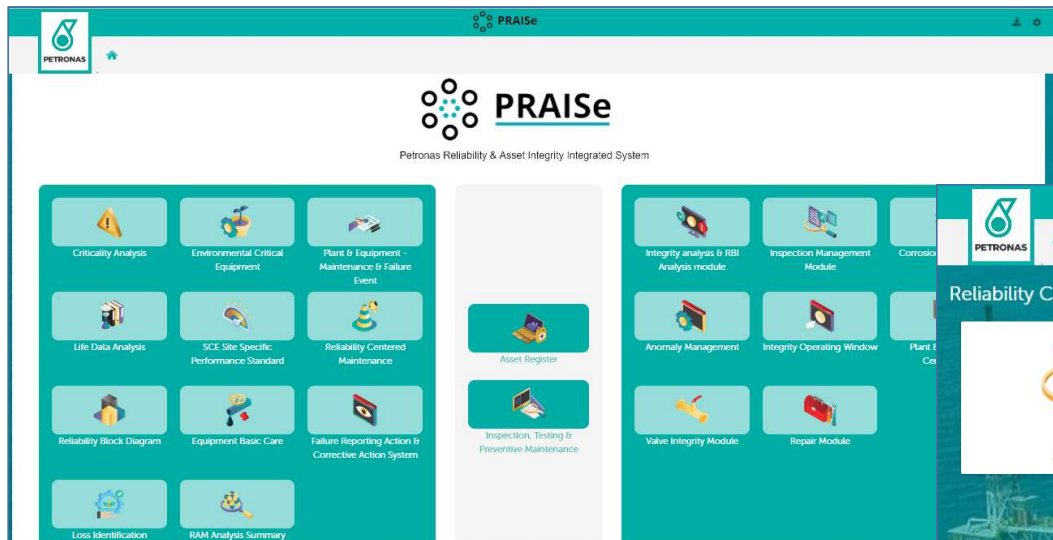 PRAISe
PETRONAS
PRAISe
Petronas Reliability & Asset Integrity Integrated System
Criticality Analysis
Environmental Critical
Equipment
Plant & Equipment -
Maintenance & Failure
Event
Life Data Analysis
SCE Site Specific
Performance Standard
Reliability Centered
Maintenance
Reliability Block Diagram
Equipment Basic Care
Failure Reporting Action &
Corrective Action System
Loss Identification
RAM Analysis Summary
Asset Register
Inspection, Testing &
Preventive Maintenance
Integrity analysis & RBI
Analysis module
Inspection Management
Module
Corrosion
Anomaly Management
Integrity Operating Window
Plant &
Valve Integrity Module
Repair Module
PETRONAS
Reliability C